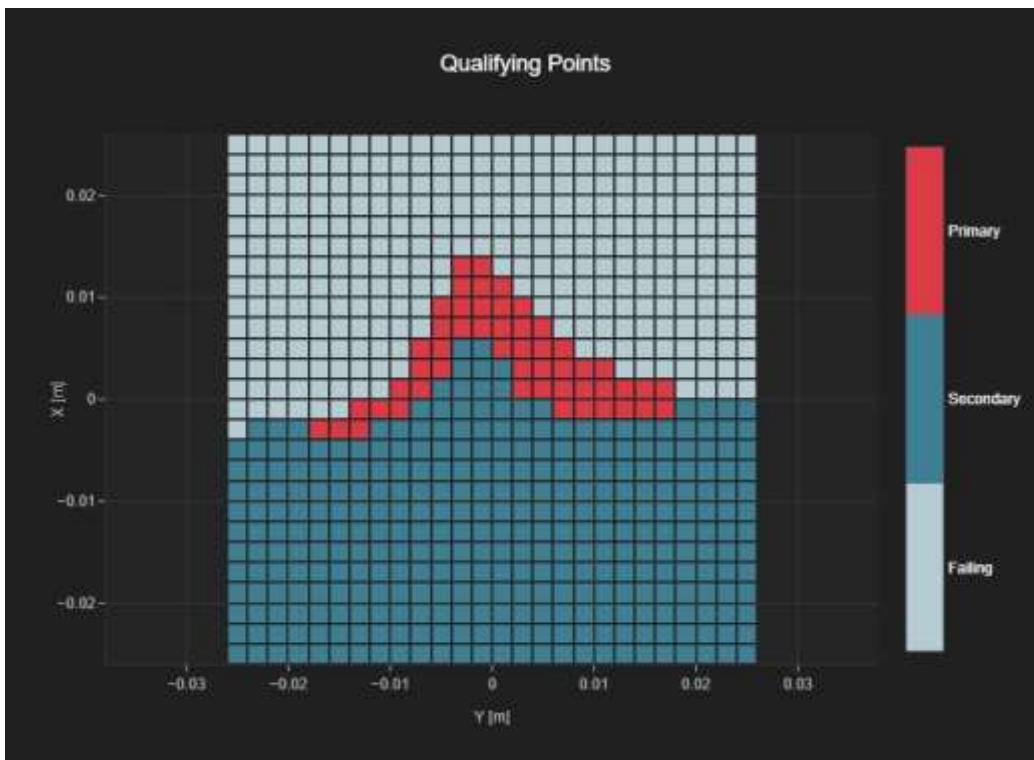 Qualifying Points
0.02
0.01
0
−0.01
−0.02
X [m]
−0.03
−0.02
−0.01
0
0.01
0.02
0.03
Y [m]
Primary
Secondary
Failing